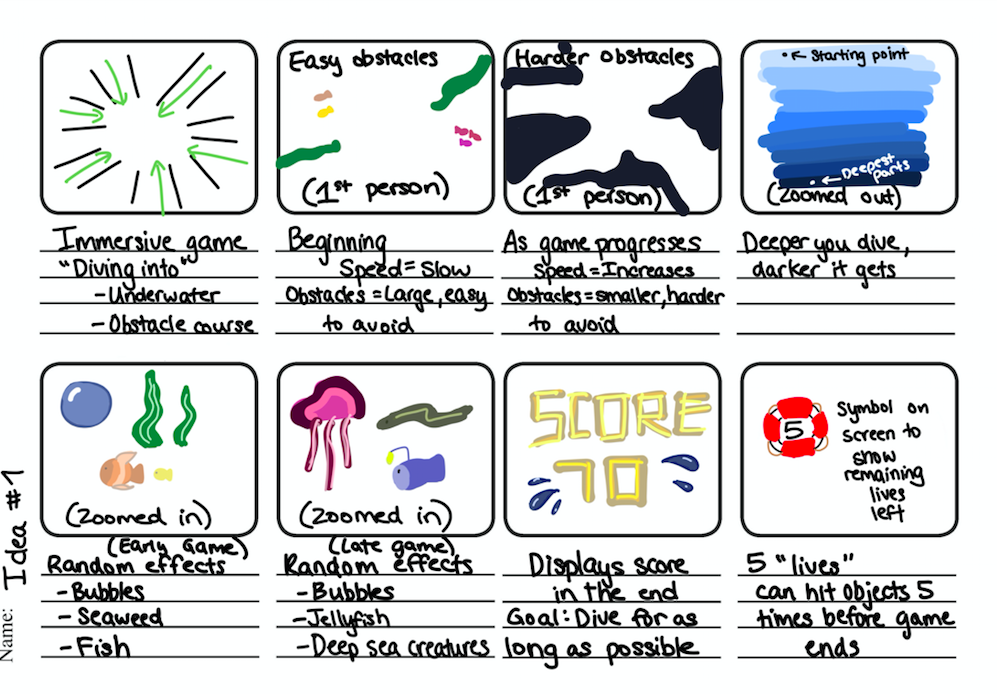 Easy obstacles
(1st person)
Harder obstacles
(1st person)
Starting point
Deepest
parts
(Zoomed out)
Immersive game
"Diving into"
-Underwater
-Obstacle course
Beginning
Speed=Slow
Obstacles=Large, easy
to avoid
As game progresses
Speed=Increases
Obstacles=smaller, harder
to avoid
Deeper you dive,
darker it gets
(Zoomed in)
(Early Game)
Random effects
-Bubbles
-Seaweed
-Fish
(Zoomed in)
(Late game)
Random effects
-Bubbles
-Jellyfish
-Deep sea creatures
SCORE
70
Displays score
in the end
Goal: Dive for as
long as possible
5
Symbol on
screen to
show
remaining
lives
left
5 "lives"
can hit objects 5
times before game
ends
Name: Idea #1